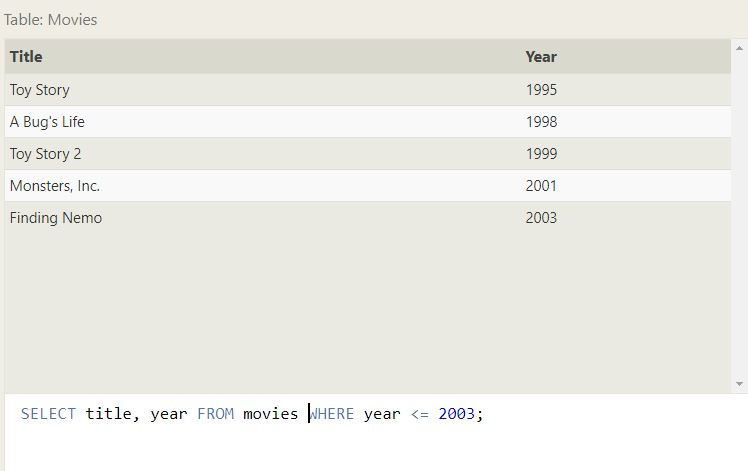 Table: Movies
Title Year
Toy Story 1995
A Bug's Life 1998
Toy Story 2 1999
Monsters, Inc. 2001
Finding Nemo 2003
SELECT title, year FROM movies WHERE year <= 2003;